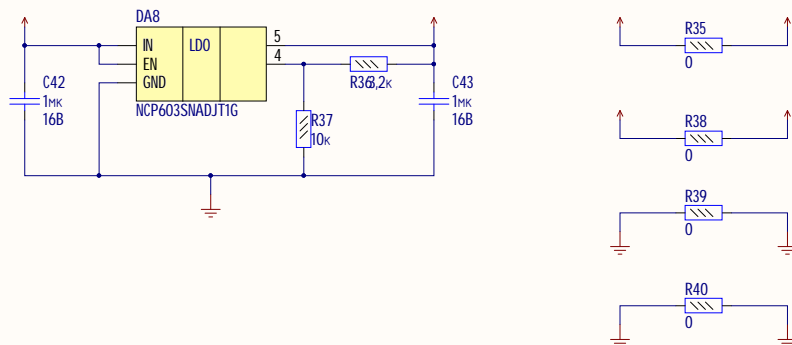 DA8
IN LDO 5
EN 4
GND
C42
1мк
16В
NCP603SNADJT1G
R36 3,2к
C43
1мк
16В
R37
10к
R35
0
R38
0
R39
0
R40
0